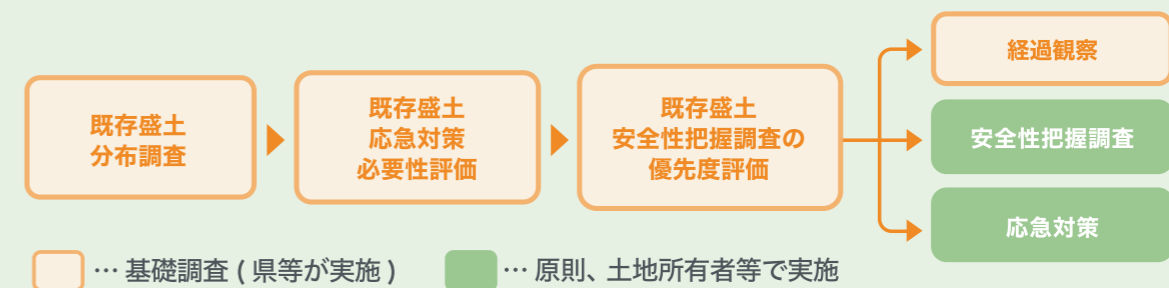 既存盛土
分布調査
既存盛土
応急対策
必要性評価
既存盛土
安全性把握調査の
優先度評価
経過観察
安全性把握調査
応急対策
… 基礎調査 ( 県等が実施 )
… 原則、土地所有者等で実施